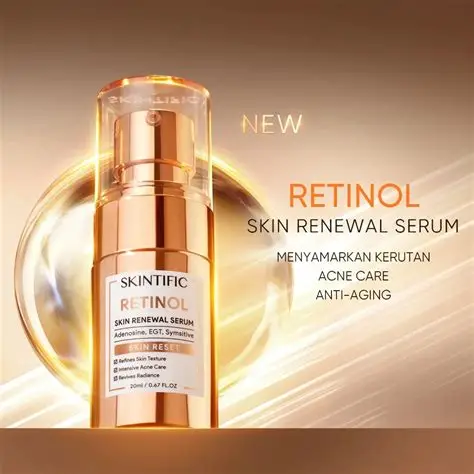 SKINTIFIC
NEW
RETINOL
SKIN RENEWAL SERUM
MENYAMARKAN KERUTAN
ACNE CARE
ANTI-AGING
SKINTIFIC
RETINOL
SKIN RENEWAL SERUM
Adenosine, EGT, Symsitive
SKIN RESET
Refines Skin Texture
Intensive Acne Care
Revives Radiance
20ml / 0.67 FL.OZ